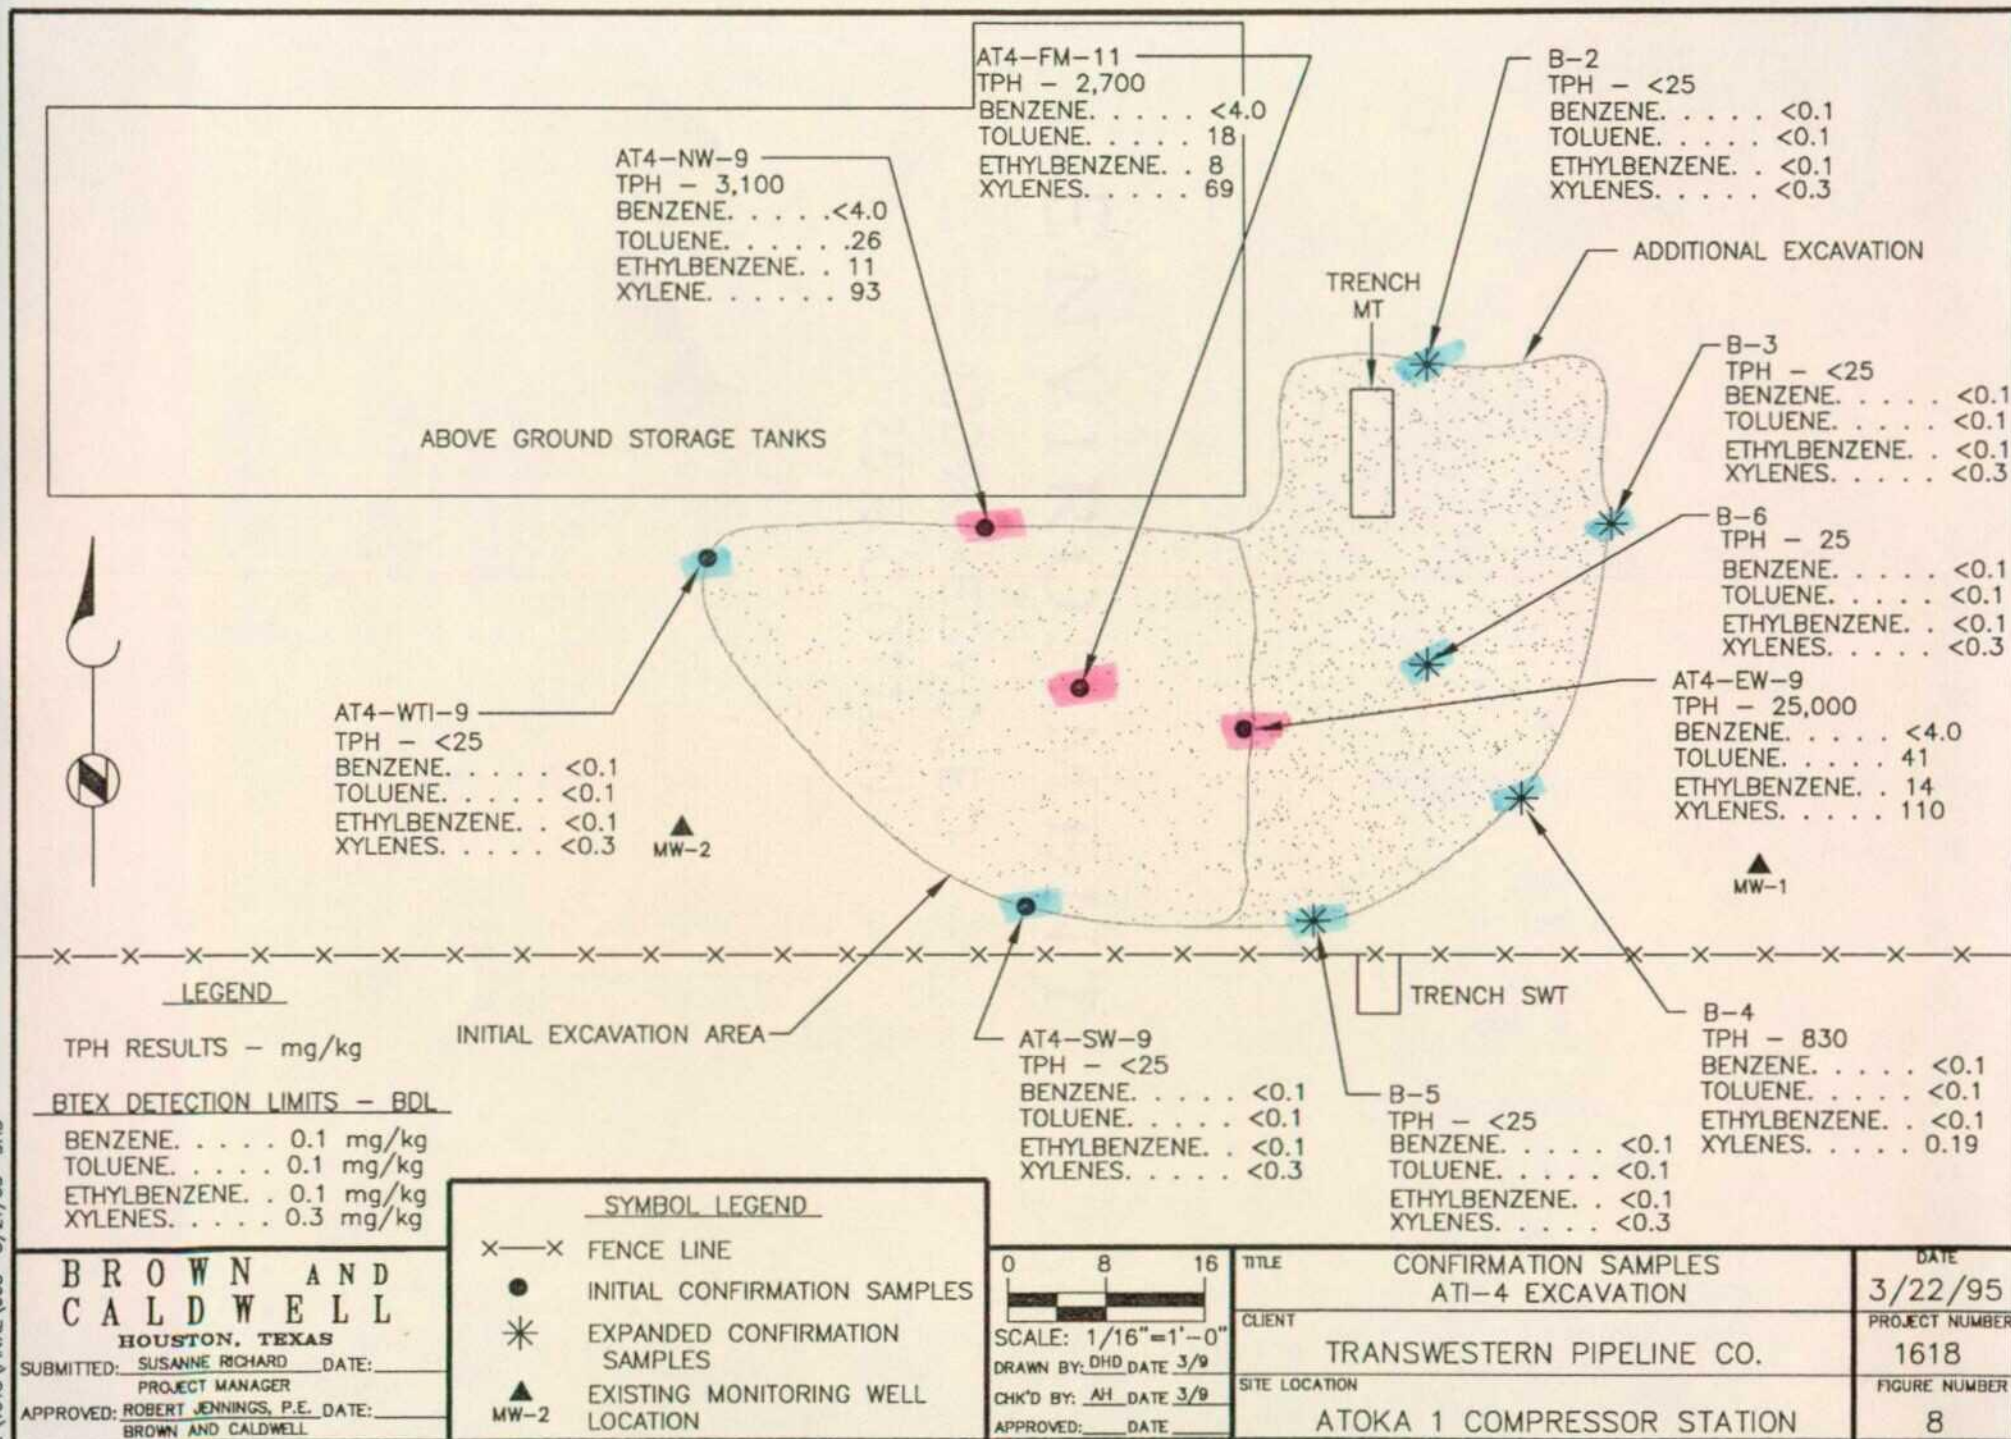 AT4-FM-11
TPH - 2,700
BENZENE. . . . . <4.0
TOLUENE. . . . . 18
ETHYLBENZENE. . 8
XYLENES. . . . . 69
B-2
TPH - <25
BENZENE. . . . . <0.1
TOLUENE. . . . . <0.1
ETHYLBENZENE. . <0.1
XYLENES. . . . . <0.3
AT4-NW-9
TPH - 3,100
BENZENE. . . . .<4.0
TOLUENE. . . . . .26
ETHYLBENZENE. . 11
XYLENE. . . . . . 93
ADDITIONAL EXCAVATION
TRENCH
MT
B-3
TPH - <25
BENZENE. . . . . <0.1
TOLUENE. . . . . <0.1
ETHYLBENZENE. . <0.1
XYLENES. . . . . <0.3
ABOVE GROUND STORAGE TANKS
B-6
TPH - 25
BENZENE. . . . . <0.1
TOLUENE. . . . . <0.1
ETHYLBENZENE. . <0.1
XYLENES. . . . . <0.3
AT4-EW-9
TPH - 25,000
BENZENE. . . . . <4.0
TOLUENE. . . . . 41
ETHYLBENZENE. . 14
XYLENES. . . . . 110
AT4-WTI-9
TPH - <25
BENZENE. . . . . <0.1
TOLUENE. . . . . <0.1
ETHYLBENZENE. . <0.1
XYLENES. . . . . <0.3
MW-2
MW-1
N
LEGEND
TPH RESULTS - mg/kg
BTEX DETECTION LIMITS - BDL
BENZENE. . . . . 0.1 mg/kg
TOLUENE. . . . . 0.1 mg/kg
ETHYLBENZENE. . 0.1 mg/kg
XYLENES. . . . . 0.3 mg/kg
INITIAL EXCAVATION AREA
AT4-SW-9
TPH - <25
BENZENE. . . . . <0.1
TOLUENE. . . . . <0.1
ETHYLBENZENE. . <0.1
XYLENES. . . . . <0.3
TRENCH SWT
B-5
TPH - <25
BENZENE. . . . . <0.1
TOLUENE. . . . . <0.1
ETHYLBENZENE. . <0.1
XYLENES. . . . . <0.3
B-4
TPH - 830
BENZENE. . . . . <0.1
TOLUENE. . . . . <0.1
ETHYLBENZENE. . <0.1
XYLENES. . . . . 0.19
SYMBOL LEGEND
×—× FENCE LINE
INITIAL CONFIRMATION SAMPLES
EXPANDED CONFIRMATION
SAMPLES
EXISTING MONITORING WELL
LOCATION
MW-2
BROWN AND
CALDWELL
HOUSTON, TEXAS
SUBMITTED: SUSANNE RICHARD DATE:
PROJECT MANAGER
APPROVED: ROBERT JENNINGS, P.E. DATE:
BROWN AND CALDWELL
0 8 16
SCALE: 1/16"=1'-0"
DRAWN BY: DHD DATE 3/9
CHK'D BY: AH DATE 3/9
APPROVED: DATE
TITLE
CONFIRMATION SAMPLES
ATI-4 EXCAVATION
CLIENT
TRANSWESTERN PIPELINE CO.
SITE LOCATION
ATOKA 1 COMPRESSOR STATION
DATE
3/22/95
PROJECT NUMBER
1618
FIGURE NUMBER
8